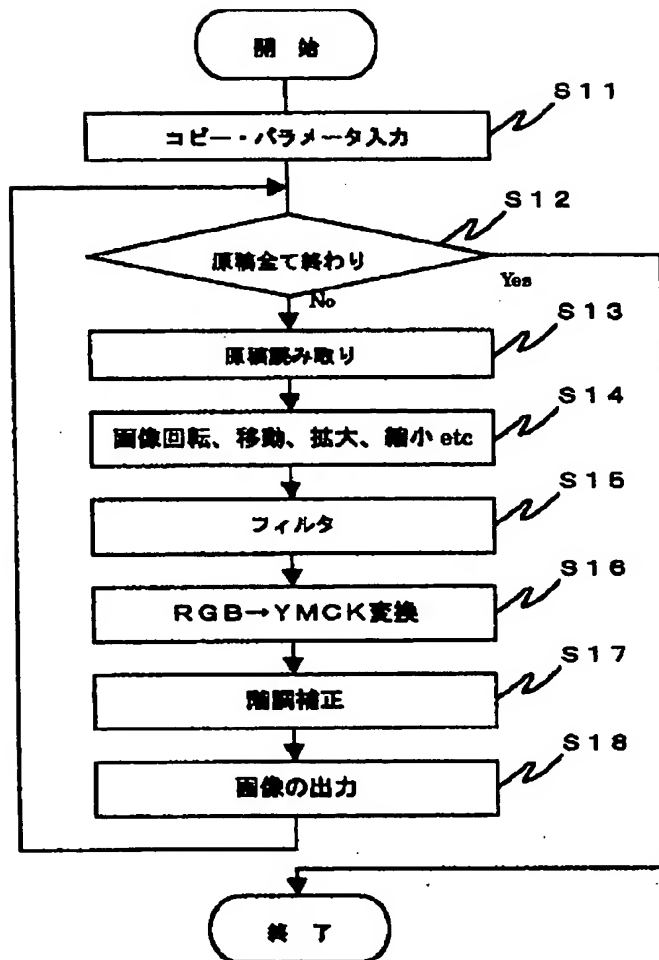 開 始
S11
コピー・パラメータ入力
S12
原稿全て終わり
Yes
No
S13
原稿読み取り
S14
画像回転、移動、拡大、縮小 etc
S15
フィルタ
S16
RGB→YMCK変換
S17
階調補正
S18
画像の出力
終 了